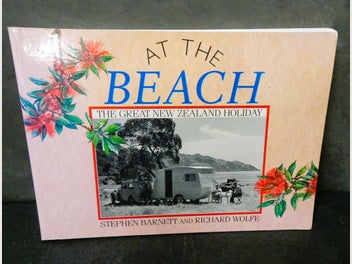 AT THE
BEACH
THE GREAT NEW ZEALAND HOLIDAY
STEPHEN BARNETT AND RICHARD WOLFE